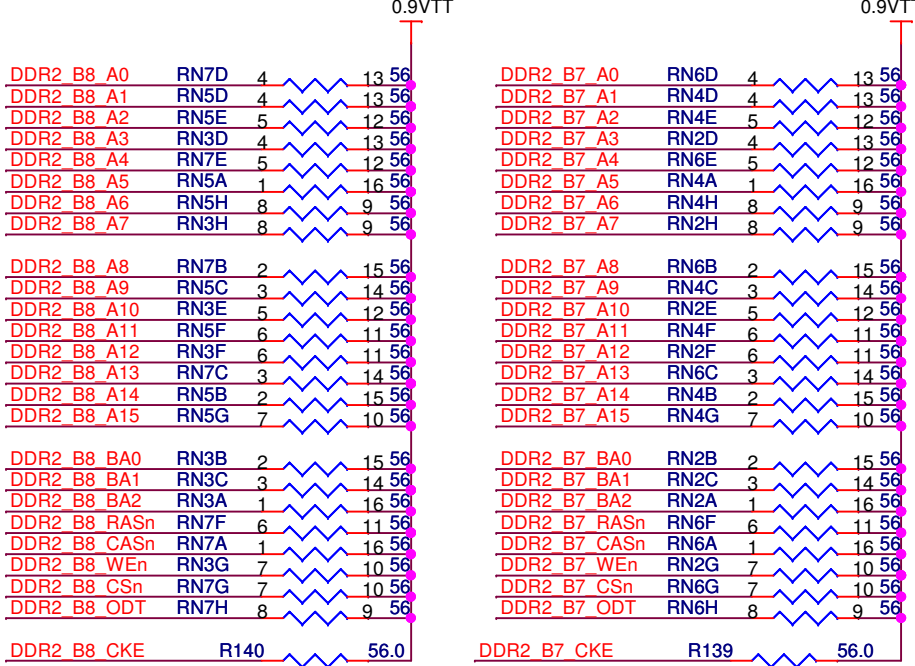 0.9VTT 0.9VT
DDR2_B8_A0 RN7D 4 13 56 DDR2_B7_A0 RN6D 4 13 56
DDR2_B8_A1 RN5D 4 13 56 DDR2_B7_A1 RN4D 4 13 56
DDR2_B8_A2 RN5E 5 12 56 DDR2_B7_A2 RN4E 5 12 56
DDR2_B8_A3 RN3D 4 13 56 DDR2_B7_A3 RN2D 4 13 56
DDR2_B8_A4 RN7E 5 12 56 DDR2_B7_A4 RN6E 5 12 56
DDR2_B8_A5 RN5A 1 16 56 DDR2_B7_A5 RN4A 1 16 56
DDR2_B8_A6 RN5H 8 9 56 DDR2_B7_A6 RN4H 8 9 56
DDR2_B8_A7 RN3H 8 9 56 DDR2_B7_A7 RN2H 8 9 56
DDR2_B8_A8 RN7B 2 15 56 DDR2_B7_A8 RN6B 2 15 56
DDR2_B8_A9 RN5C 3 14 56 DDR2_B7_A9 RN4C 3 14 56
DDR2_B8_A10 RN3E 5 12 56 DDR2_B7_A10 RN2E 5 12 56
DDR2_B8_A11 RN5F 6 11 56 DDR2_B7_A11 RN4F 6 11 56
DDR2_B8_A12 RN3F 6 11 56 DDR2_B7_A12 RN2F 6 11 56
DDR2_B8_A13 RN7C 3 14 56 DDR2_B7_A13 RN6C 3 14 56
DDR2_B8_A14 RN5B 2 15 56 DDR2_B7_A14 RN4B 2 15 56
DDR2_B8_A15 RN5G 7 10 56 DDR2_B7_A15 RN4G 7 10 56
DDR2_B8_BA0 RN3B 2 15 56 DDR2_B7_BA0 RN2B 2 15 56
DDR2_B8_BA1 RN3C 3 14 56 DDR2_B7_BA1 RN2C 3 14 56
DDR2_B8_BA2 RN3A 1 16 56 DDR2_B7_BA2 RN2A 1 16 56
DDR2_B8_RASn RN7F 6 11 56 DDR2_B7_RASn RN6F 6 11 56
DDR2_B8_CASn RN7A 1 16 56 DDR2_B7_CASn RN6A 1 16 56
DDR2_B8_WEn RN3G 7 10 56 DDR2_B7_WEn RN2G 7 10 56
DDR2_B8_CSn RN7G 7 10 56 DDR2_B7_CSn RN6G 7 10 56
DDR2_B8_ODT RN7H 8 9 56 DDR2_B7_ODT RN6H 8 9 56
DDR2_B8_CKE R140 56.0 DDR2_B7_CKE R139 56.0